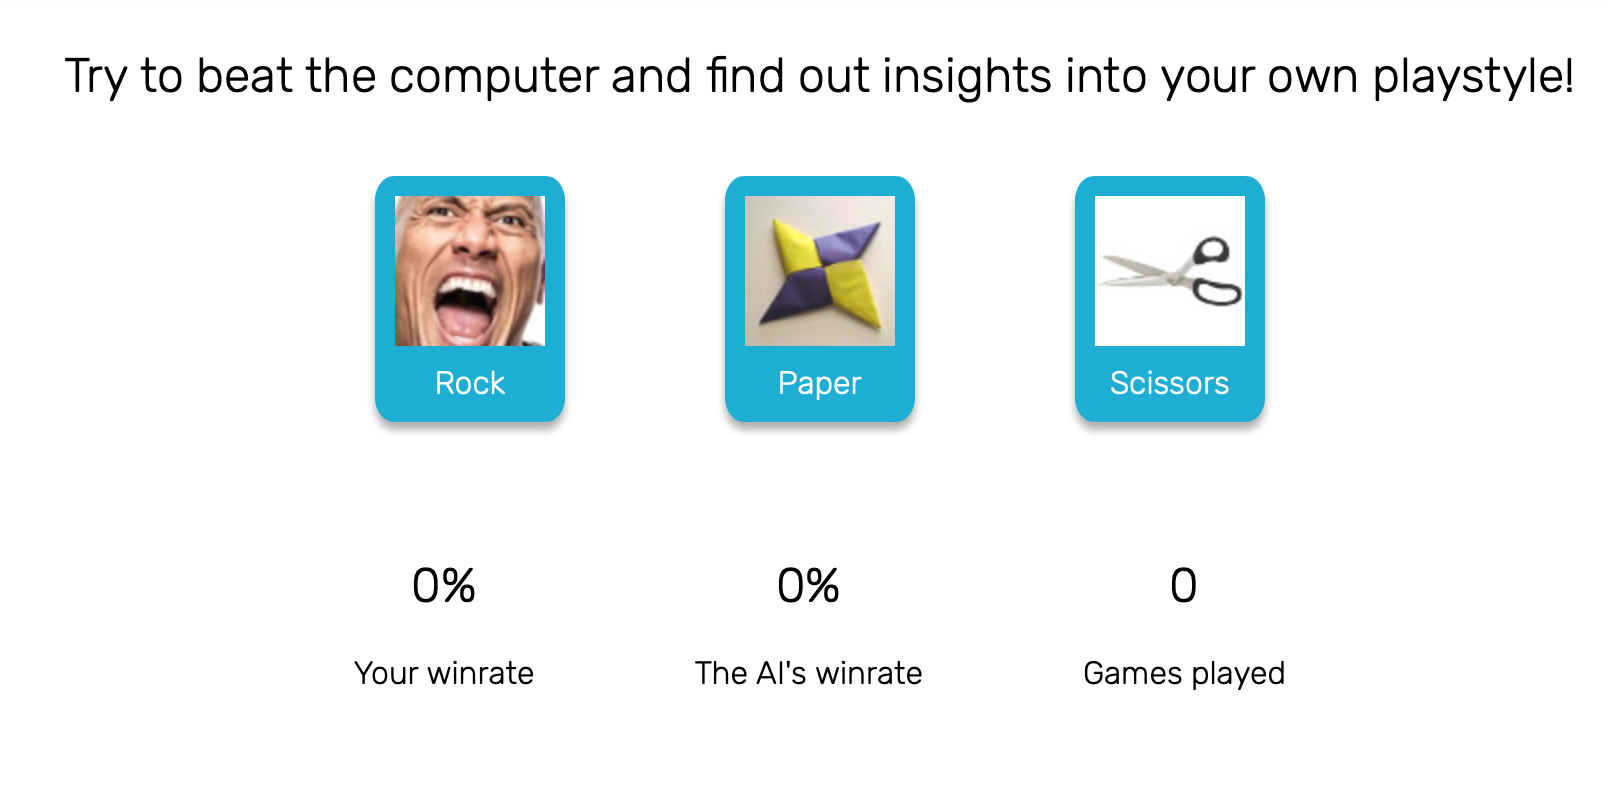 Try to beat the computer and find out insights into your own playstyle!
Rock
Paper
Scissors
0%
0%
0
Your winrate
The AI's winrate
Games played